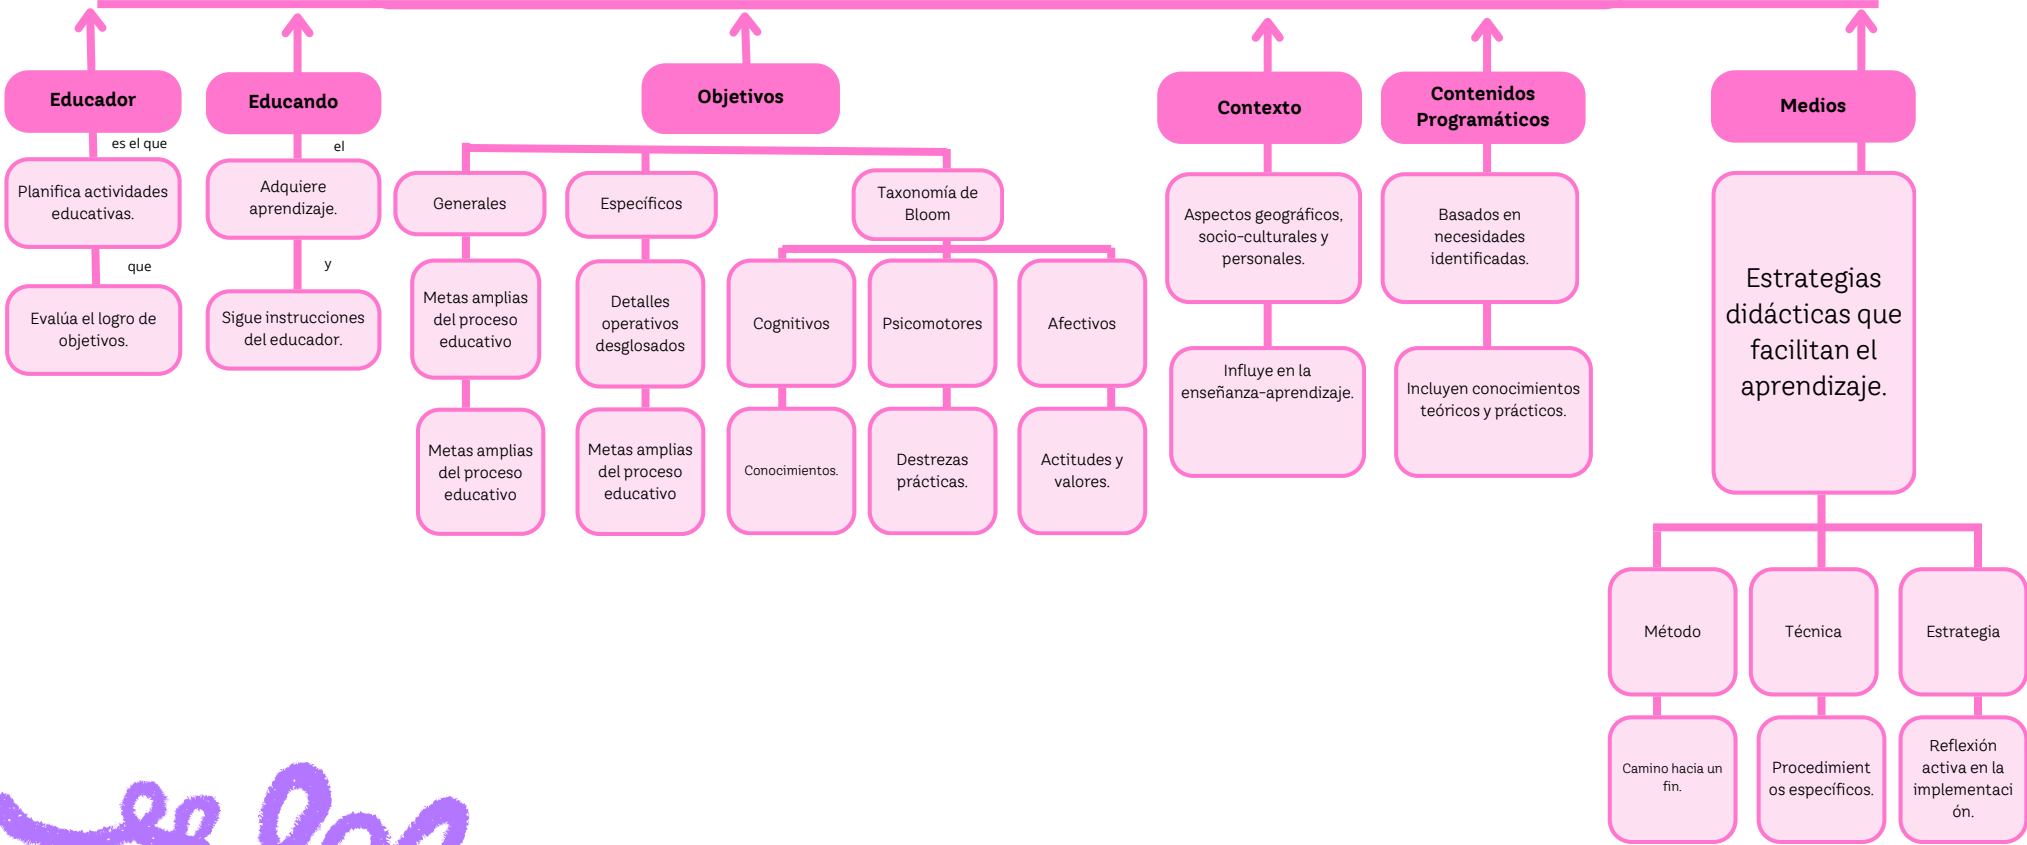 Educador
es el que
Planifica actividades
educativas.
que
Evalúa el logro de
objetivos.
Educando
el
Adquiere
aprendizaje.
y
Sigue instrucciones
del educador.
Objetivos
Generales
Metas amplias
del proceso
educativo
Metas amplias
del proceso
educativo
Específicos
Detalles
operativos
desglosados
Metas amplias
del proceso
educativo
Taxonomía de
Bloom
Cognitivos
Conocimientos.
Psicomotores
Destrezas
prácticas.
Afectivos
Actitudes y
valores.
Contexto
Aspectos geográficos,
socio-culturales y
personales.
Influye en la
enseñanza-aprendizaje.
Contenidos
Programáticos
Basados en
necesidades
identificadas.
Incluyen conocimientos
teóricos y prácticos.
Medios
Estrategias
didácticas que
facilitan el
aprendizaje.
Método
Camino hacia un
fin.
Técnica
Procedimient
os específicos.
Estrategia
Reflexión
activa en la
implementaci
ón.